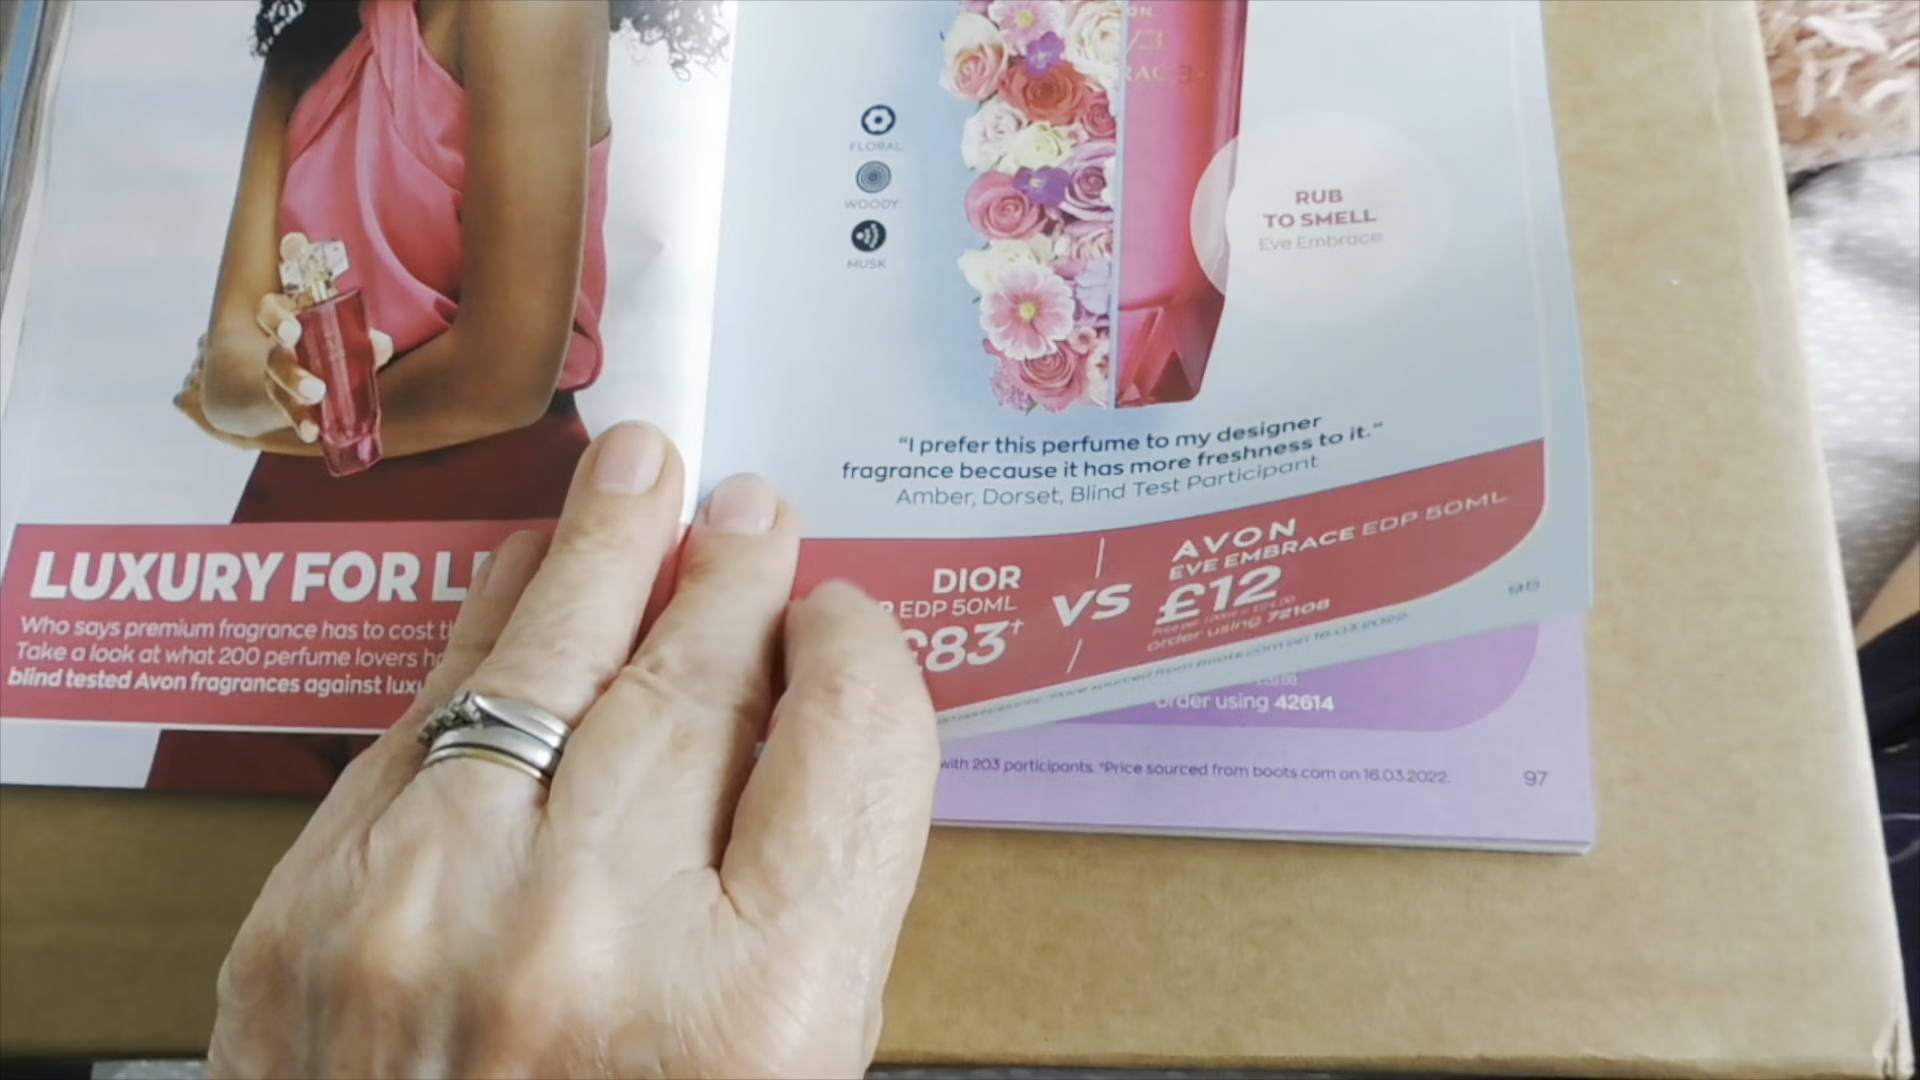 LUXURY FOR
Who says premium fragrance has to cost
Take a look at what 200 perfume lovers
blind tested Avon fragrances against
FLORAL
WOODY
MUSK
RUB
TO SMELL
Eve Embrace
“I prefer this perfume to my designer
fragrance because it has more freshness to it.”
Amber, Dorset, Blind Test Participant
DIOR
EDP 50ML
£83†
VS
AVON
EVE EMBRACE EDP 50ML
£12
order using 72108
95
order using 42614
with 203 participants. *Price sourced from boots.com on 16.03.2022.
97